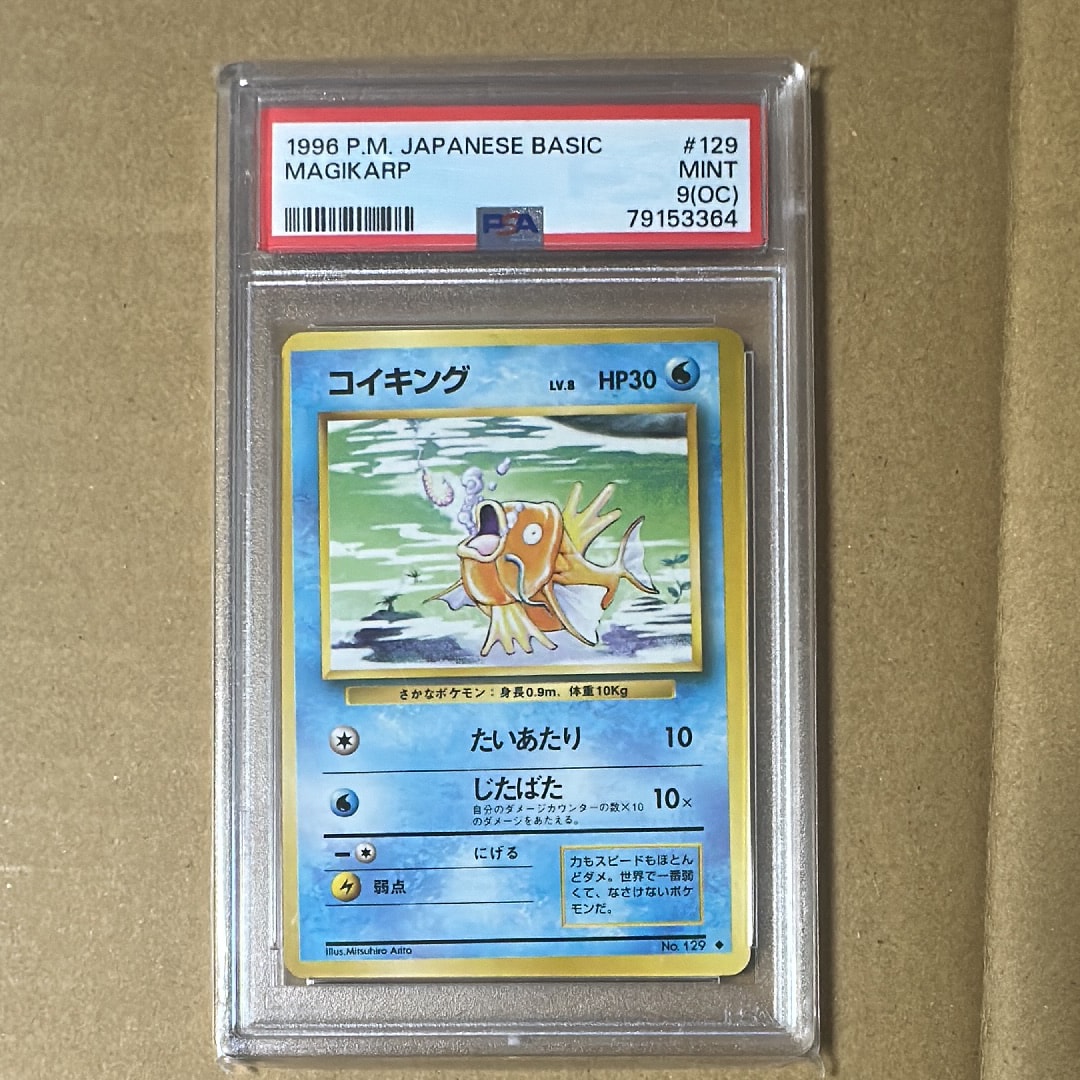 1996 P.M. JAPANESE BASIC #129
MAGIKARP MINT
9(OC)
PSA 79153364
コイキング LV.8 HP30
さかなポケモン：身長0.9m、体重10Kg
たいあたり 10
じたばた 10×
自分のダメージカウンターの数×10
のダメージをあたえる。
にげる
弱点
力もスピードもほとん
どダメ。世界で一番弱
くて、なさけないポケ
モンだ。
illus.Mitsuhiro Arita No. 129